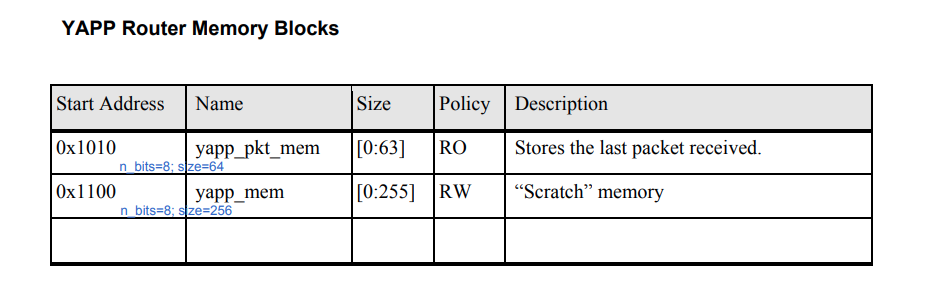 YAPP Router Memory Blocks
Start Address Name Size Policy Description
0x1010 yapp_pkt_mem [0:63] RO Stores the last packet received.
n_bits=8; size=64
0x1100 yapp_mem [0:255] RW “Scratch” memory
n_bits=8; size=256